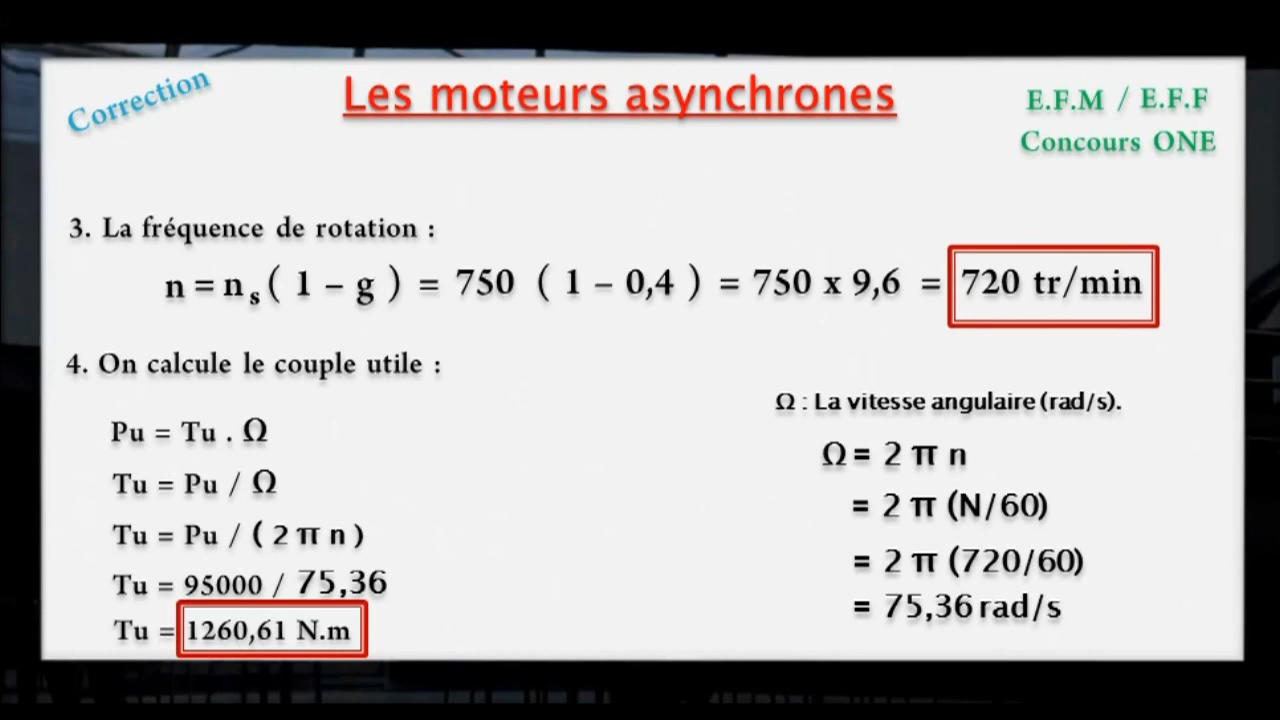 Correction
Les moteurs asynchrones
E.F.M / E.F.F
Concours ONE
3. La fréquence de rotation :
n = ns ( 1 – g ) = 750 ( 1 – 0,4 ) = 750 x 9,6 = 720 tr/min
4. On calcule le couple utile :
Pu = Tu . Ω
Tu = Pu / Ω
Tu = Pu / ( 2 π n )
Tu = 95000 / 75,36
Tu = 1260,61 N.m
Ω : La vitesse angulaire (rad/s).
Ω = 2 π n
= 2 π (N/60)
= 2 π (720/60)
= 75,36 rad/s